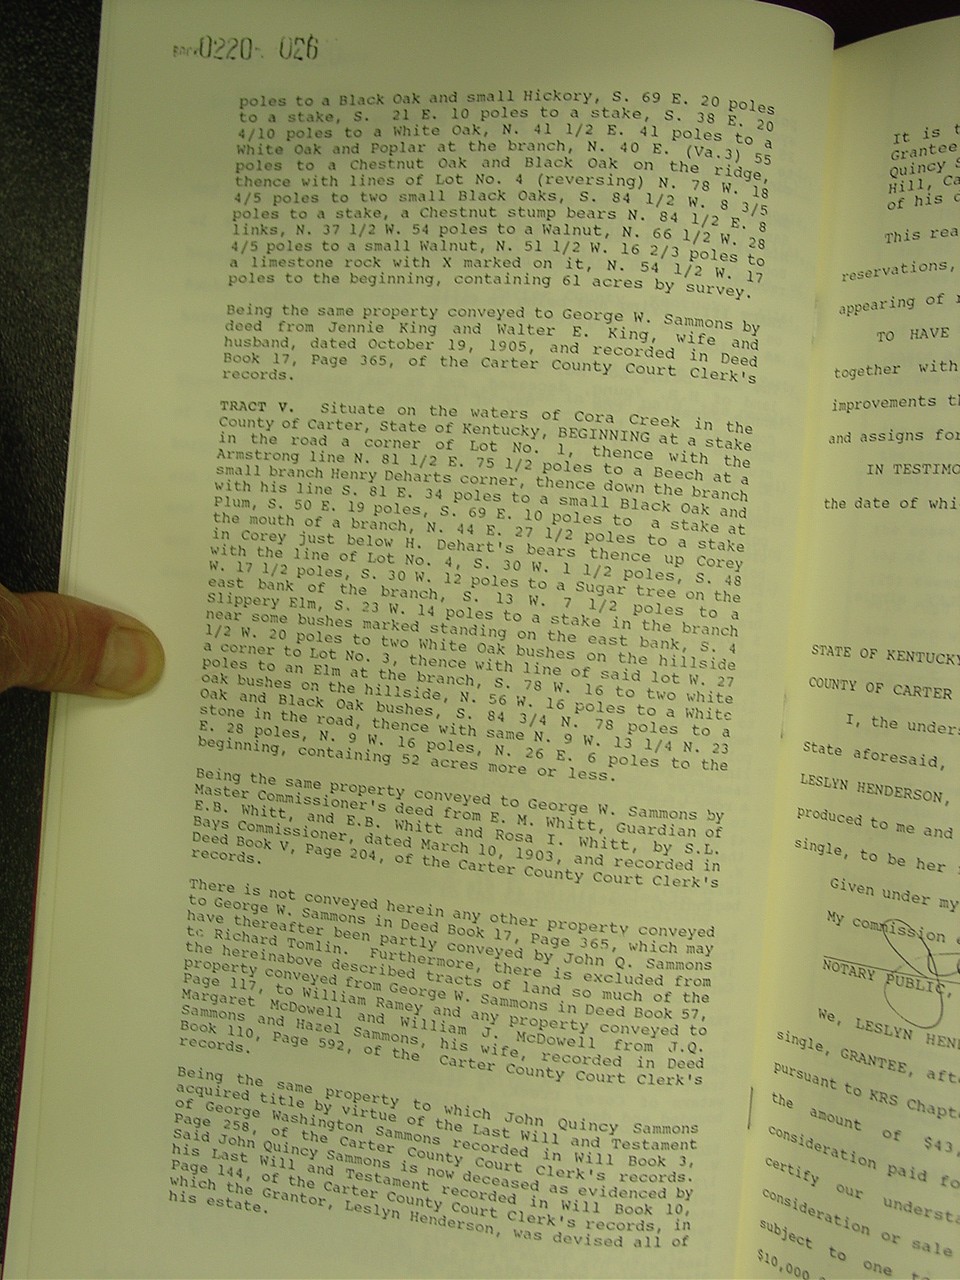 0220- 026
poles to a Black Oak and small Hickory, S. 69 E. 20 poles
to a stake, S. 21 E. 10 poles to a stake, S. 38 E. 20
4/10 poles to a White Oak, N. 41 1/2 E. 41 poles to a
White Oak and Poplar at the branch, N. 40 E. (Va.3) 55
poles to a Chestnut Oak and Black Oak on the ridge,
thence with lines of Lot No. 4 (reversing) N. 78 W. 18
4/5 poles to two small Black Oaks, S. 84 1/2 W. 8 3/5
poles to a stake, a Chestnut stump bears N. 84 1/2 E. 8
links, N. 37 1/2 W. 54 poles to a Walnut, N. 66 1/2 W. 28
4/5 poles to a small Walnut, N. 51 1/2 W. 16 2/3 poles to
a limestone rock with X marked on it, N. 54 1/2 W. 17
poles to the beginning, containing 61 acres by survey.
Being the same property conveyed to George W. Sammons by
deed from Jennie King and Walter E. King, wife and
husband, dated October 19, 1905, and recorded in Deed
Book 17, Page 365, of the Carter County Court Clerk's
records.
TRACT V. Situate on the waters of Cora Creek in the
County of Carter, State of Kentucky, BEGINNING at a stake
in the road a corner of Lot No. 1, thence with the
Armstrong line N. 81 1/2 E. 75 1/2 poles to a Beech at a
small branch Henry Deharts corner, thence down the branch
with his line S. 81 E. 34 poles to a small Black Oak and
Plum, S. 50 E. 19 poles, S. 69 E. 10 poles to a stake at
the mouth of a branch, N. 44 E. 27 1/2 poles to a stake
in Corey just below H. Dehart's bears thence up Corey
with the line of Lot No. 4, S. 30 W. 1 1/2 poles, S. 48
W. 17 1/2 poles, S. 30 W. 12 poles to a Sugar tree on the
east bank of the branch, S. 13 W. 7 1/2 poles to a
Slippery Elm, S. 23 W. 14 poles to a stake in the branch
near some bushes marked standing on the east bank, S. 4
1/2 W. 20 poles to two White Oak bushes on the hillside
a corner to Lot No. 3, thence with line of said lot W. 27
poles to an Elm at the branch, S. 78 W. 16 to two white
oak bushes on the hillside, N. 56 W. 16 poles to a White
Oak and Black Oak bushes, S. 84 3/4 N. 78 poles to a
stone in the road, thence with same N. 9 W. 13 1/4 N. 23
E. 28 poles, N. 9 W. 16 poles, N. 26 E. 6 poles to the
beginning, containing 52 acres more or less.
Being the same property conveyed to George W. Sammons by
Master Commissioner's deed from E. M. Whitt, Guardian of
E.B. Whitt, and E.B. Whitt and Rosa I. Whitt, by S.L.
Bays Commissioner, dated March 10, 1903, and recorded in
Deed Book V, Page 204, of the Carter County Court Clerk's
records.
There is not conveyed herein any other property conveyed
to George W. Sammons in Deed Book 17, Page 365, which may
have thereafter been partly conveyed by John Q. Sammons
to Richard Tomlin. Furthermore, there is excluded from
the hereinabove described tracts of land so much of the
property conveyed from George W. Sammons in Deed Book 57,
Page 117, to William Ramey and any property conveyed to
Margaret McDowell and William J. McDowell from J.Q.
Sammons and Hazel Sammons, his wife, recorded in Deed
Book 110, Page 592, of the Carter County Court Clerk's
records.
Being the same property to which John Quincy Sammons
acquired title by virtue of the Last Will and Testament
of George Washington Sammons recorded in Will Book 3,
Page 258, of the Carter County Court Clerk's records.
Said John Quincy Sammons is now deceased as evidenced by
his Last Will and Testament recorded in Will Book 10,
Page 144, of the Carter County Court Clerk's records, in
which the Grantor, Leslyn Henderson, was devised all of
his estate.
It is
Grantee
Quincy
Hill,
of his
This
reservations,
appearing of
TO HAVE
together with
improvements
and assigns for
IN
the date of
STATE OF KENTUCKY
COUNTY OF CARTER
I, the
State aforesaid,
LESLYN HENDERSON,
produced to me and
single, to be her
Given under my
My commission
NOTARY PUBLIC,
We, LESLYN
single, GRANTEE,
pursuant to KRS
the amount of $43,
consideration paid
certify our
consideration or sale
subject to one
$10,000